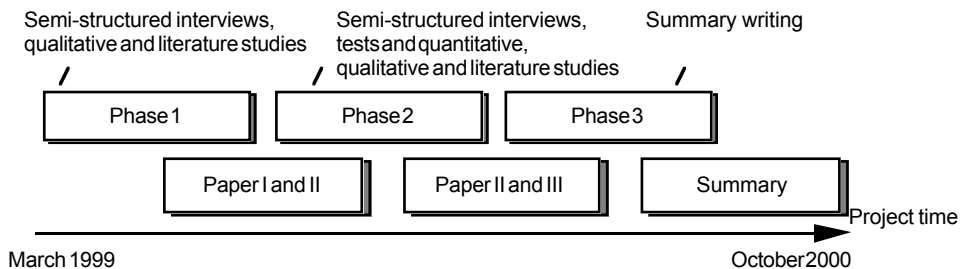 Semi-structured interviews,
qualitative and literature studies
Semi-structured interviews,
tests and quantitative,
qualitative and literature studies
Summary writing
Phase 1
Phase 2
Phase 3
Paper I and II
Paper II and III
Summary
Project time
March 1999
October 2000